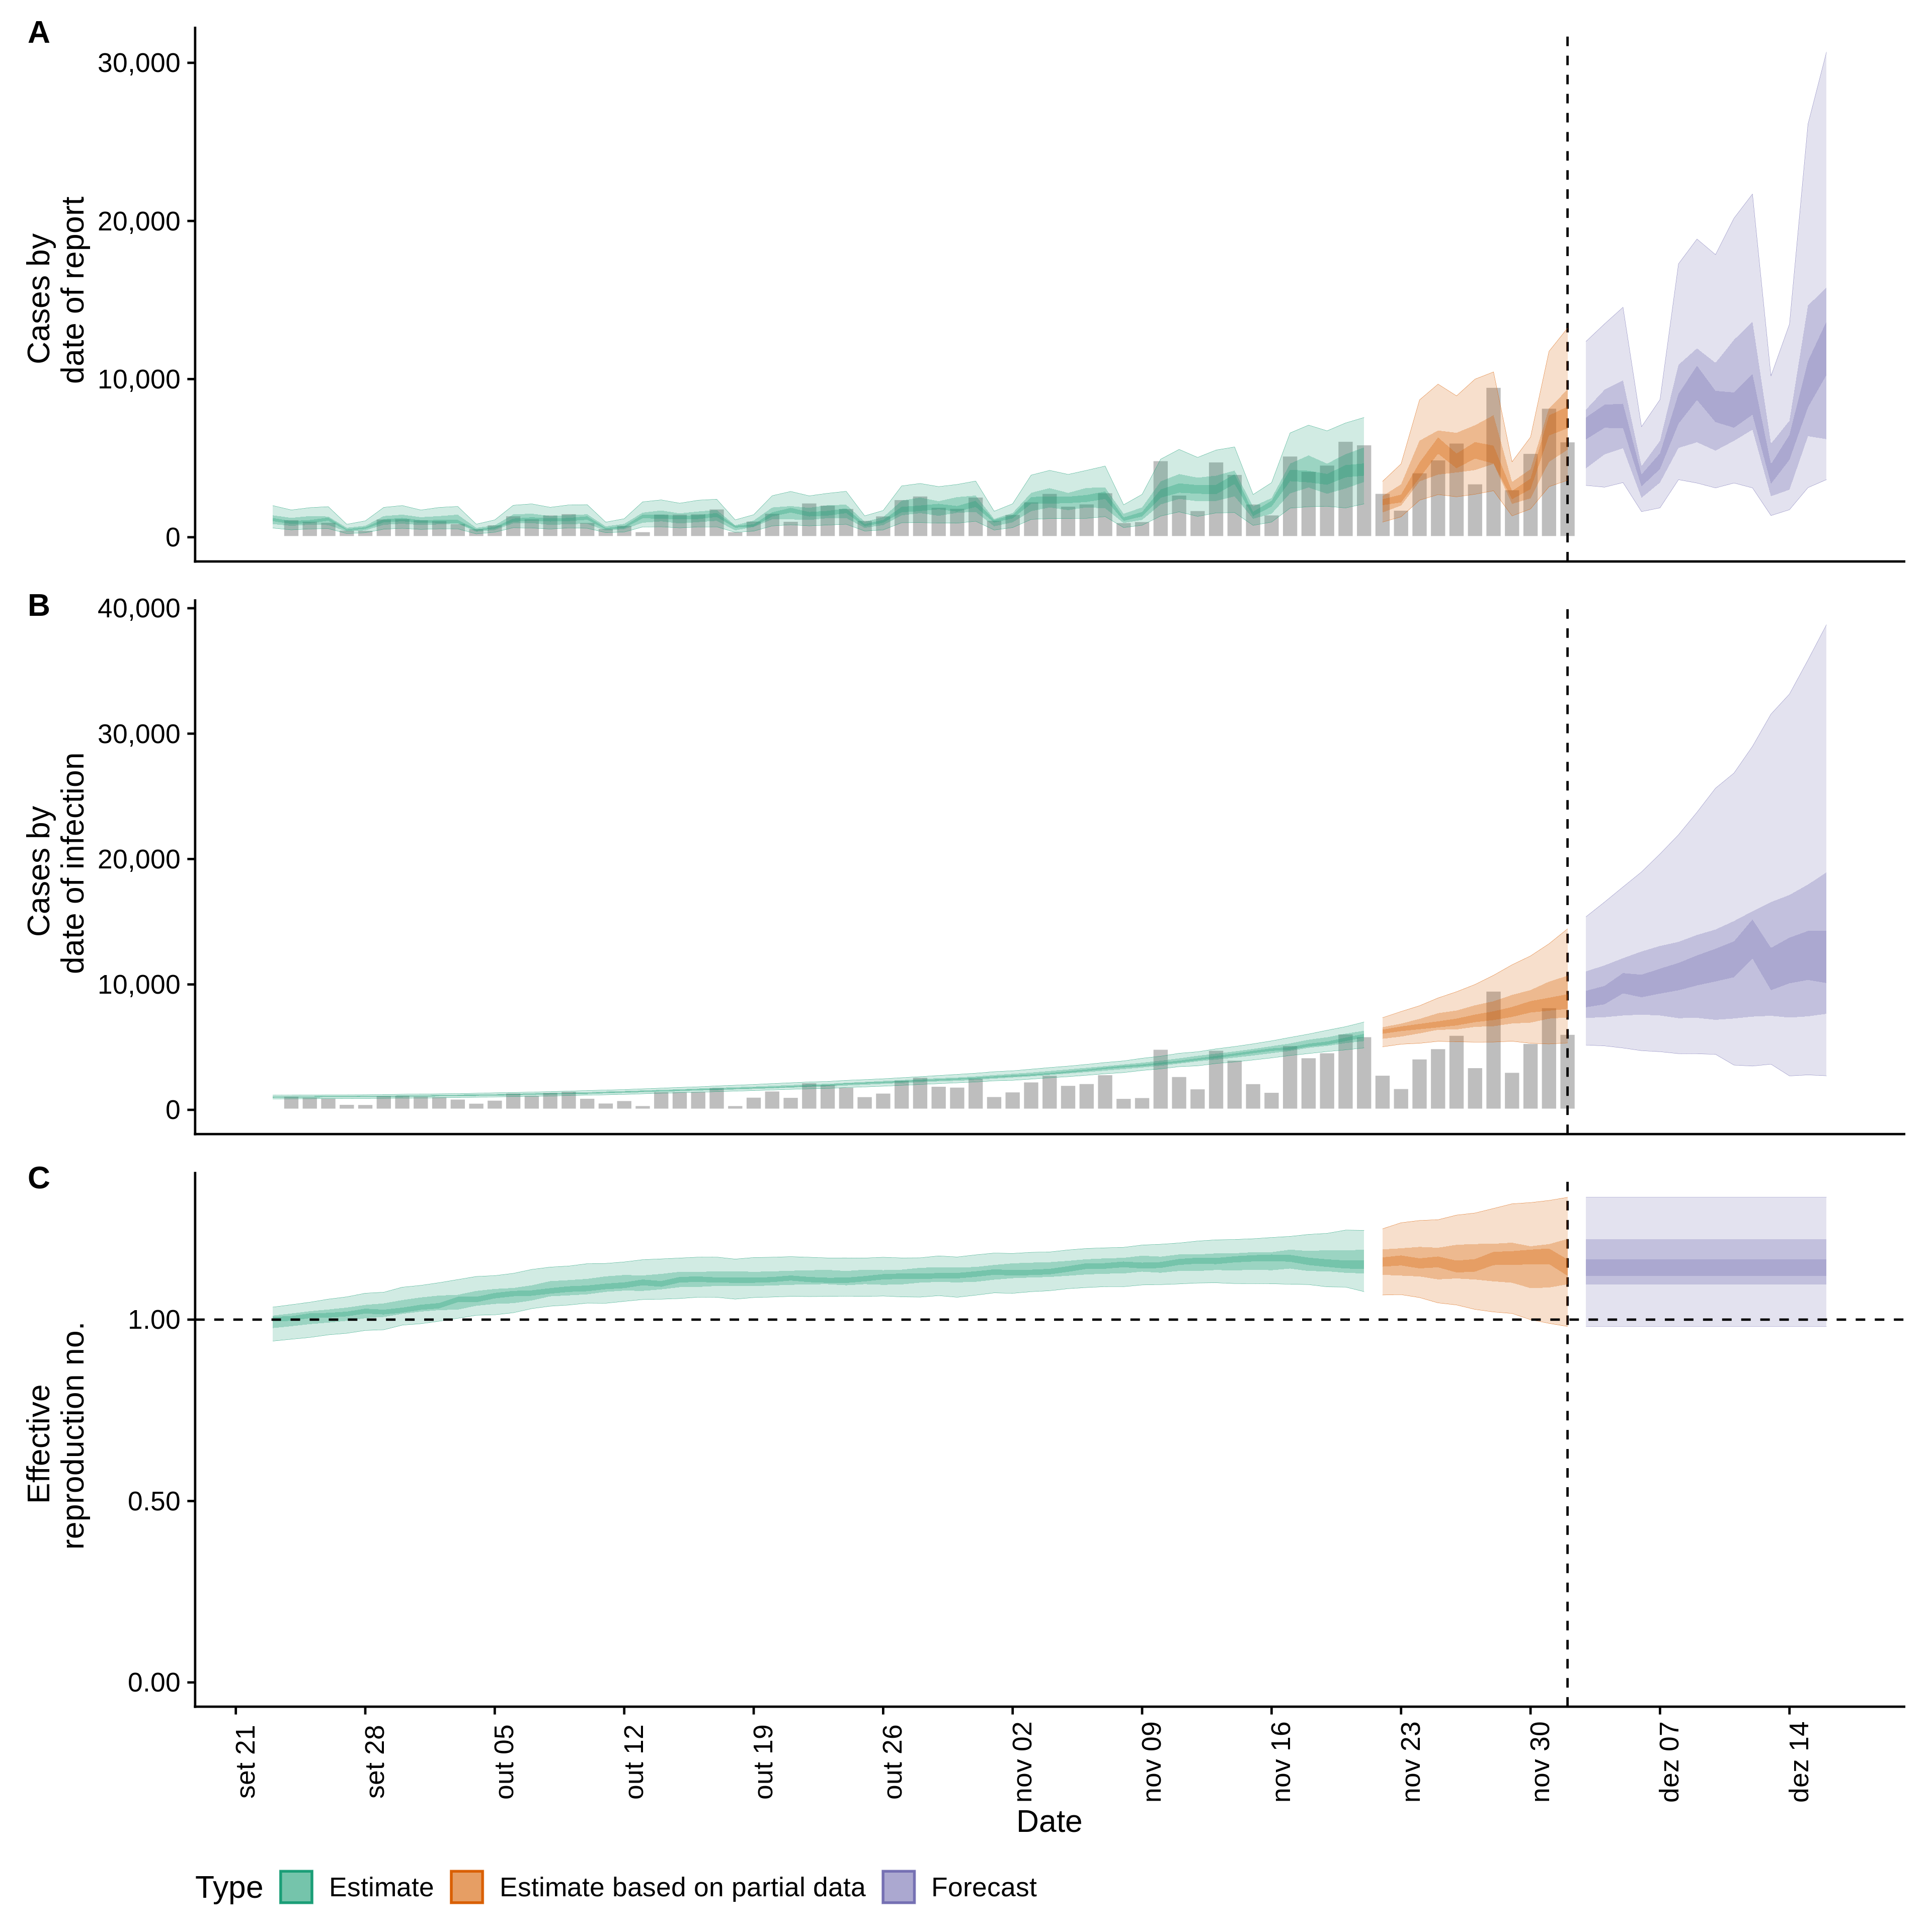 A
30,000
20,000
10,000
0
Cases by
date of report
B
40,000
30,000
20,000
10,000
0
Cases by
date of infection
C
1.00
0.50
0.00
Effective
reproduction no.
set 21
set 28
out 05
out 12
out 19
out 26
nov 02
nov 09
nov 16
nov 23
nov 30
dez 07
dez 14
Date
Type Estimate Estimate based on partial data Forecast